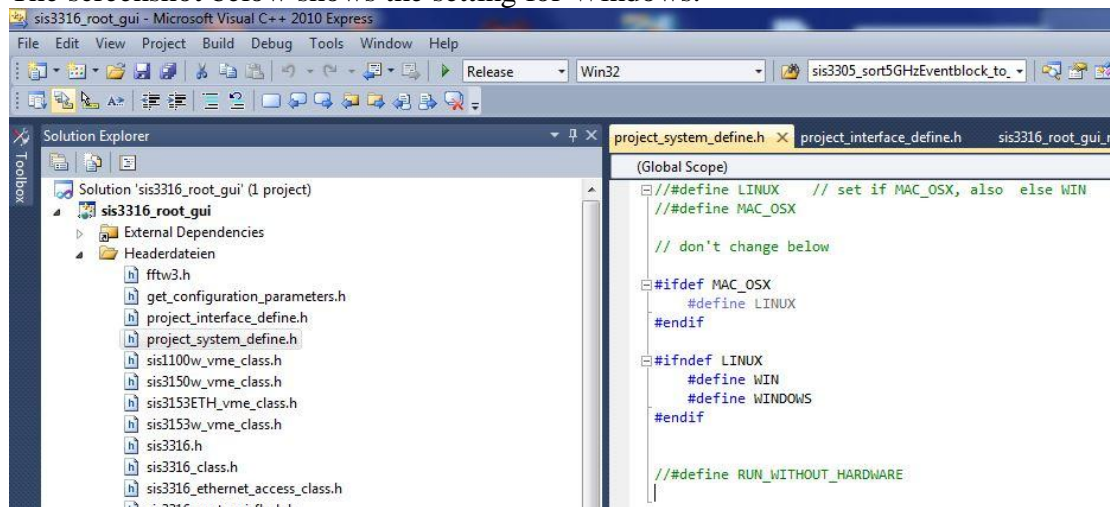 The screenshot below shows the setting for Windows.
sis3316_root_gui - Microsoft Visual C++ 2010 Express
File Edit View Project Build Debug Tools Window Help
Release Win32 sis3305_sort5GHzEventblock_to_
Toolbox
Solution Explorer
Solution 'sis3316_root_gui' (1 project)
sis3316_root_gui
External Dependencies
Headerdateien
fftw3.h
get_configuration_parameters.h
project_interface_define.h
project_system_define.h
sis1100w_vme_class.h
sis3150w_vme_class.h
sis3153ETH_vme_class.h
sis3153w_vme_class.h
sis3316.h
sis3316_class.h
sis3316_ethernet_access_class.h
project_system_define.h project_interface_define.h sis3316_root_gui_
(Global Scope)
//#define LINUX // set if MAC_OSX, also else WIN
//#define MAC_OSX
// don't change below
#ifdef MAC_OSX
#define LINUX
#endif
#ifndef LINUX
#define WIN
#define WINDOWS
#endif
//#define RUN_WITHOUT_HARDWARE